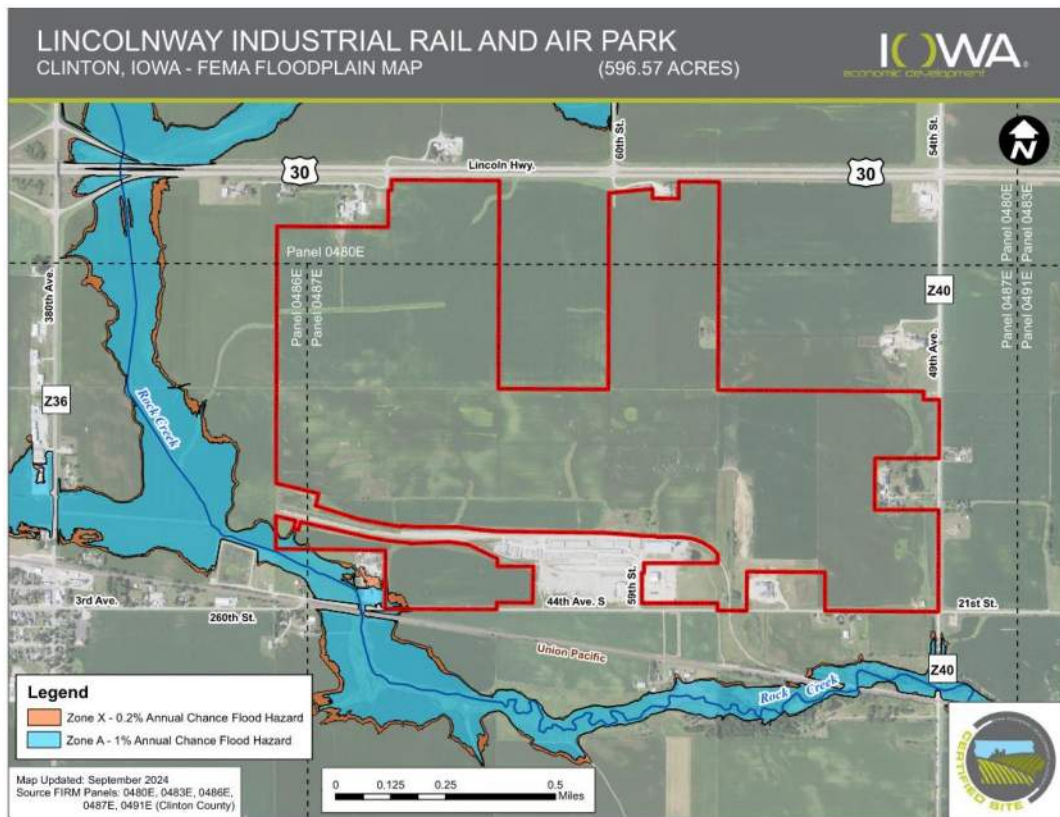 LINCOLNWAY INDUSTRIAL RAIL AND AIR PARK
CLINTON, IOWA - FEMA FLOODPLAIN MAP
(596.57 ACRES)
IOWA
economic development
60th St.
54th St.
N
Lincoln Hwy.
30
30
Panel 0480E
Panel 0483E
Panel 0480E
380th Ave.
Panel 0486E
Panel 0487E
Z40
Panel 0487E
Panel 0491E
49th Ave.
Z36
Rock Creek
3rd Ave.
260th St.
44th Ave. S
59th St.
21st St.
Union Pacific
Z40
Rock Creek
Legend
Zone X - 0.2% Annual Chance Flood Hazard
Zone A - 1% Annual Chance Flood Hazard
Map Updated: September 2024
Source FIRM Panels: 0480E, 0483E, 0486E,
0487E, 0491E (Clinton County)
0
0.125
0.25
0.5
Miles
CERTIFIED SITE